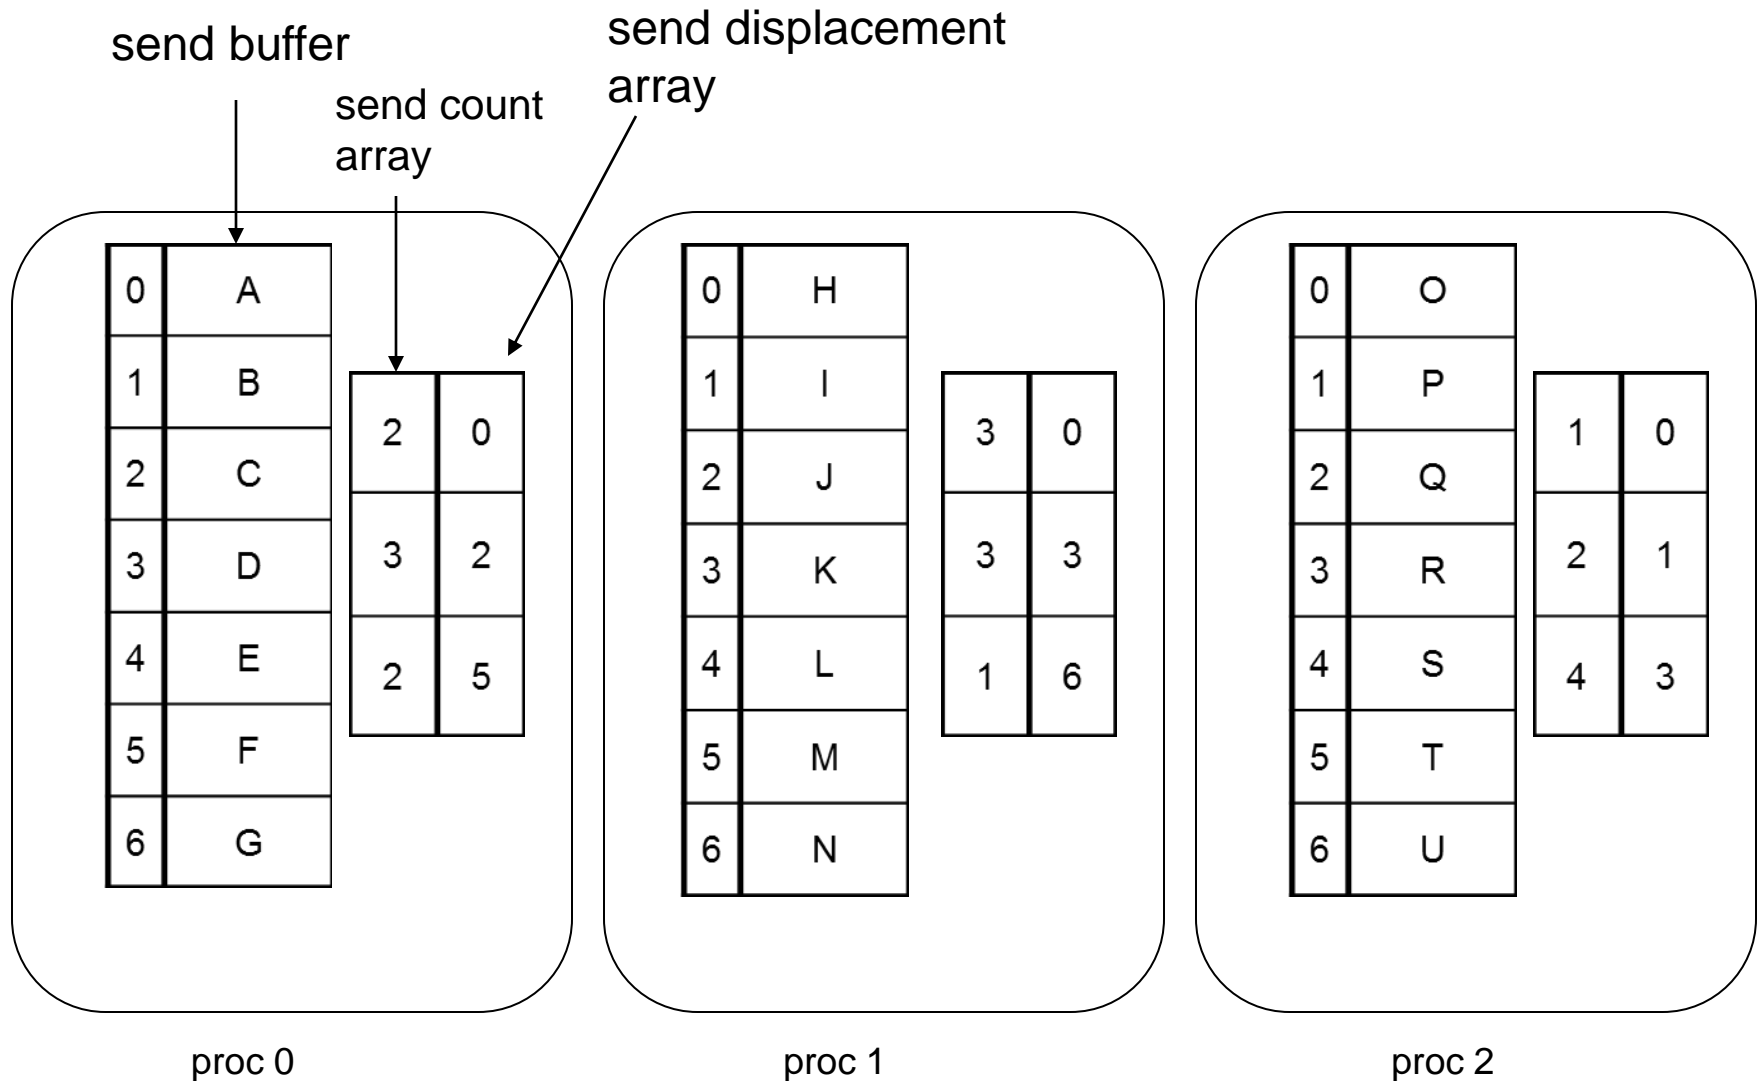 send buffer
send count
array
send displacement
array
0 A
1 B
2 C
3 D
4 E
5 F
6 G
2 0
3 2
2 5
proc 0
0 H
1 I
2 J
3 K
4 L
5 M
6 N
3 0
3 3
1 6
proc 1
0 O
1 P
2 Q
3 R
4 S
5 T
6 U
1 0
2 1
4 3
proc 2